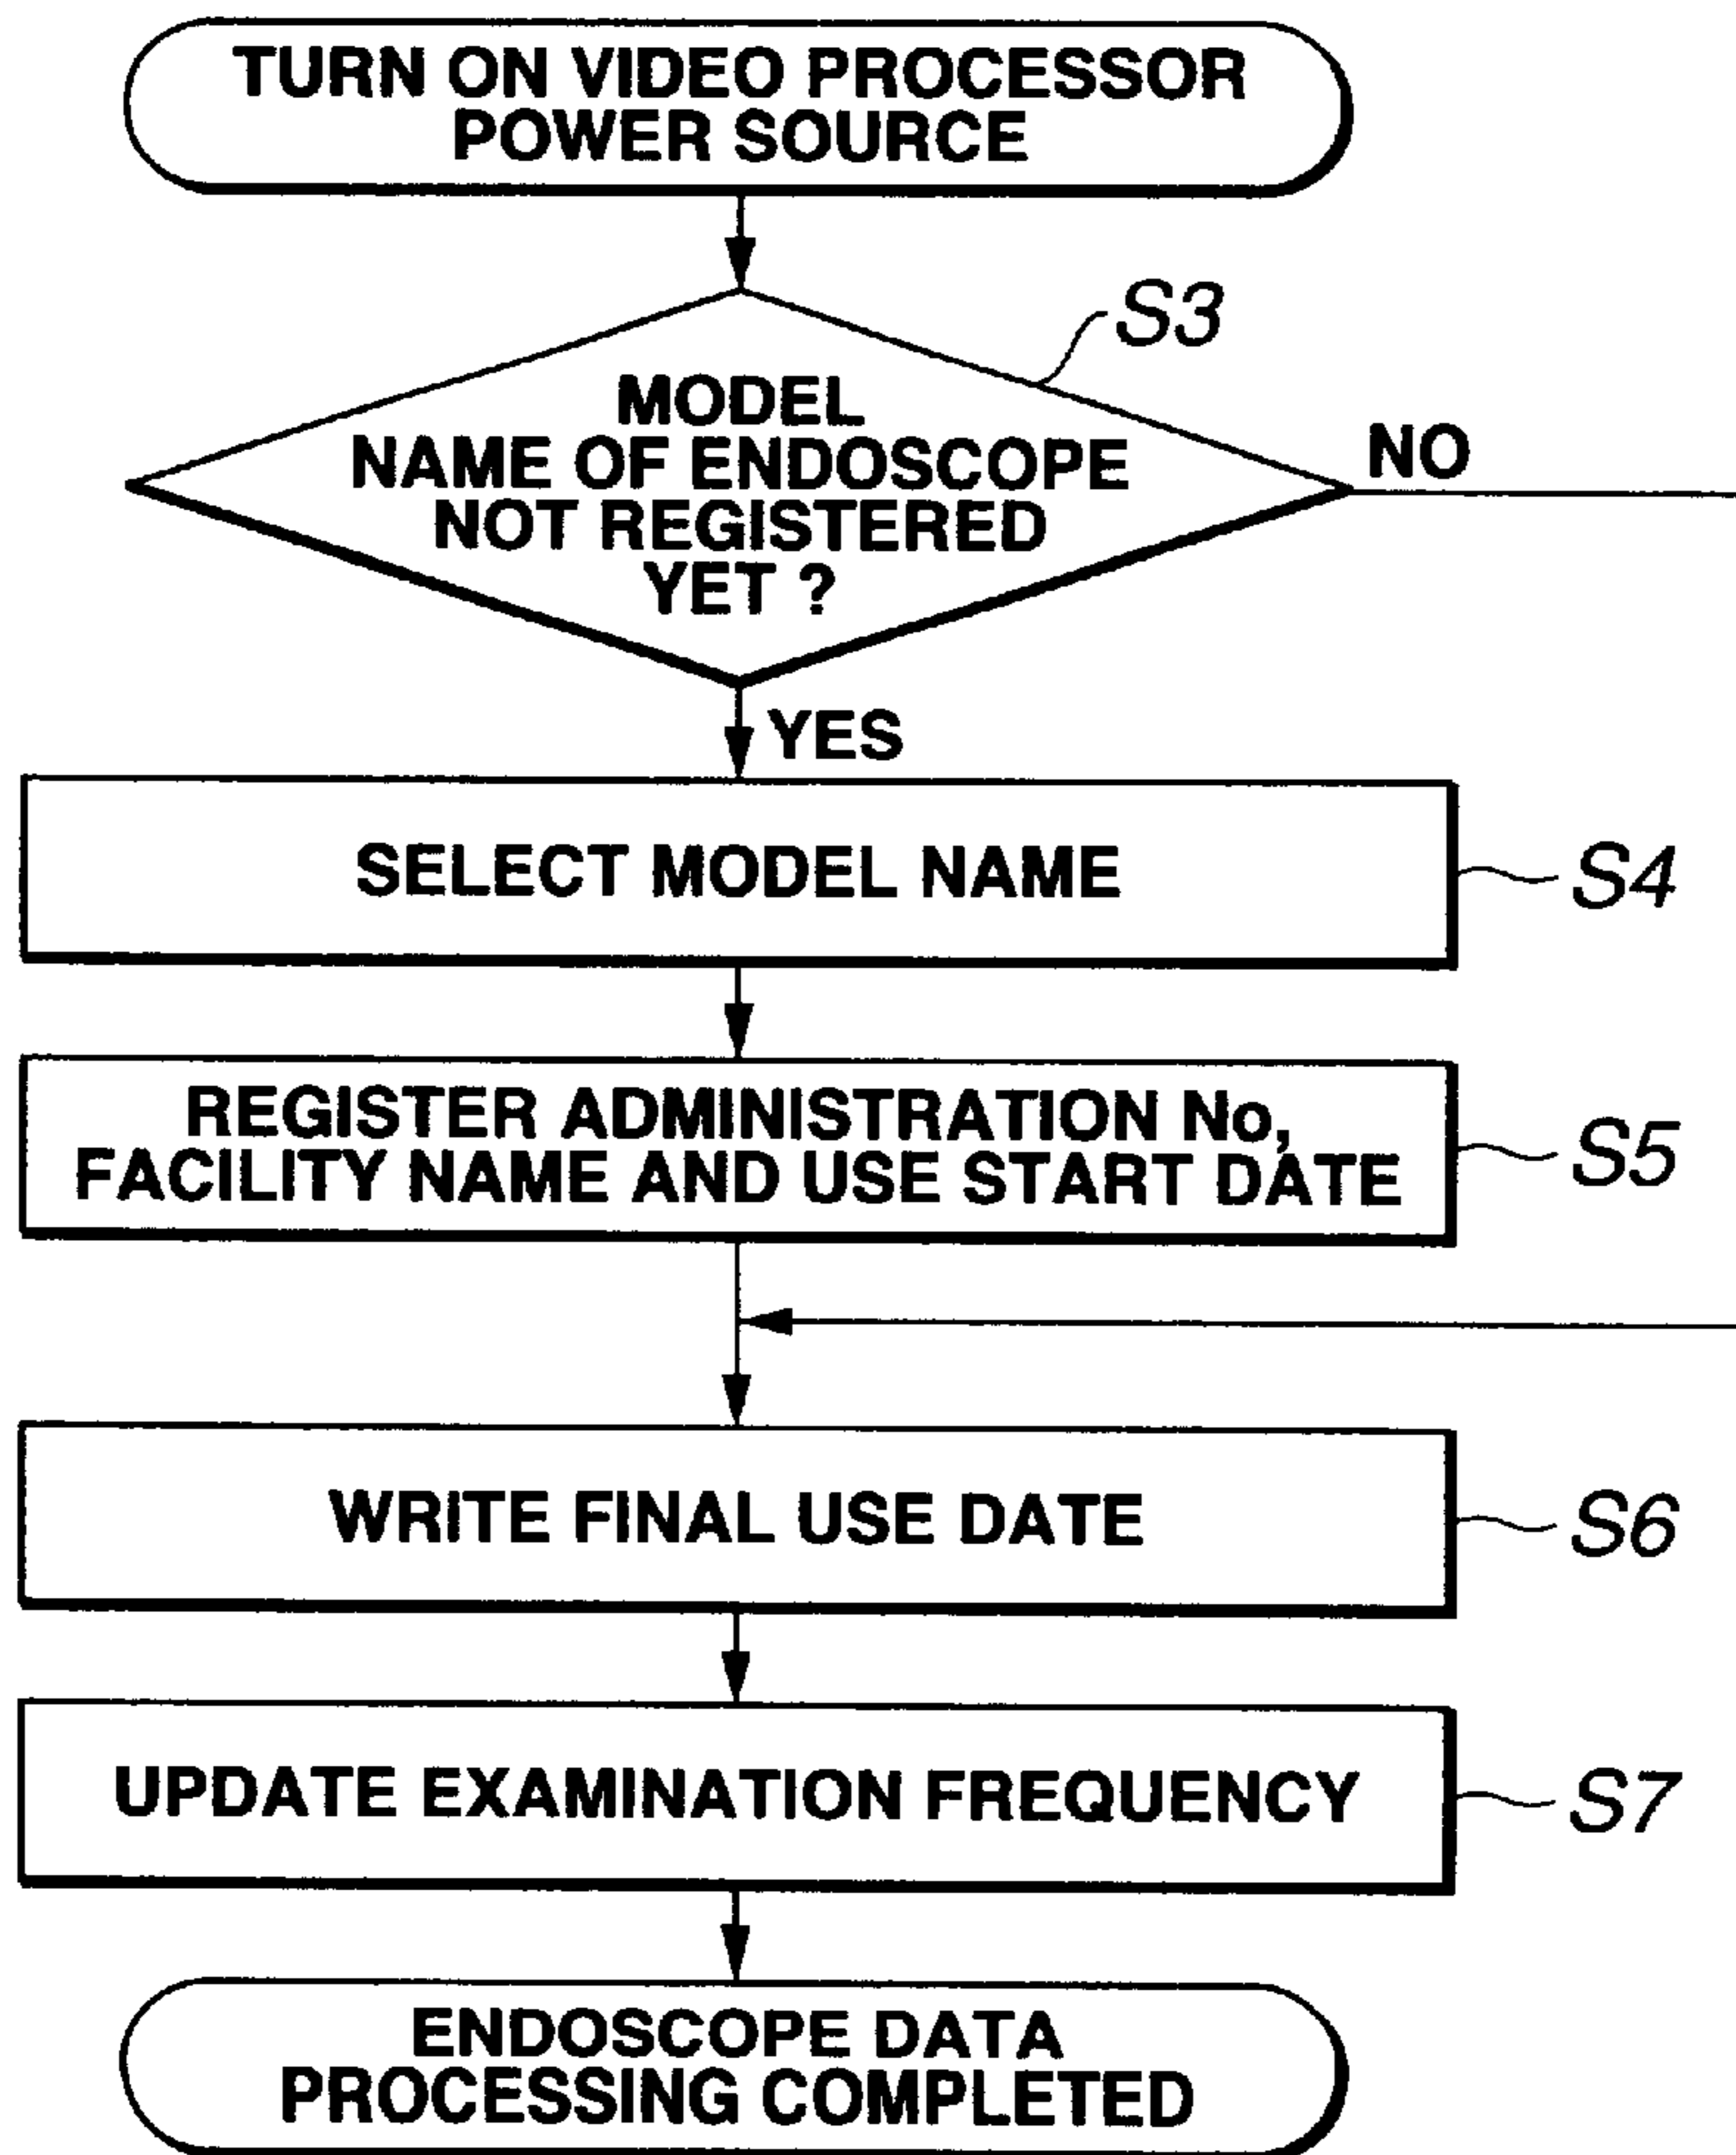 TURN ON VIDEO PROCESSOR
POWER SOURCE
S3
MODEL
NAME OF ENDOSCOPE
NOT REGISTERED
YET ?
NO
YES
SELECT MODEL NAME
S4
REGISTER ADMINISTRATION No,
FACILITY NAME AND USE START DATE
S5
WRITE FINAL USE DATE
S6
UPDATE EXAMINATION FREQUENCY
S7
ENDOSCOPE DATA
PROCESSING COMPLETED